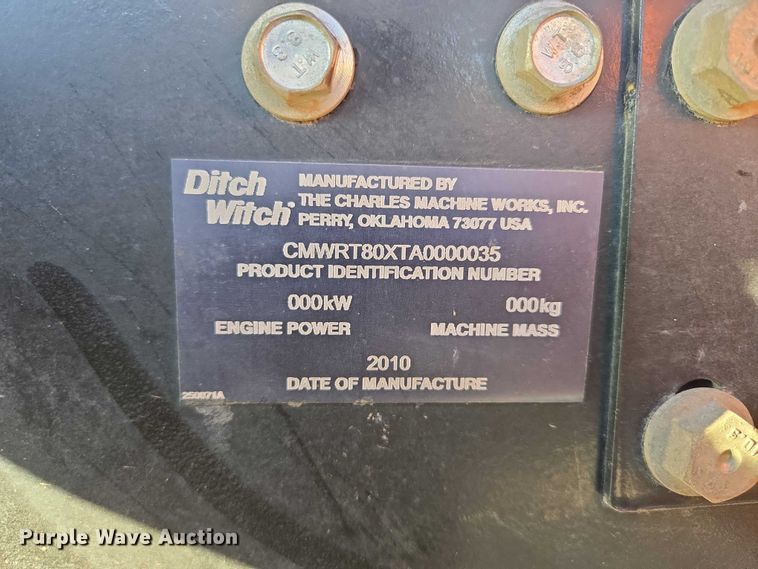 Ditch Witch®
MANUFACTURED BY
THE CHARLES MACHINE WORKS, INC.
PERRY, OKLAHOMA 73077 USA
CMWRT80XTA0000035
PRODUCT IDENTIFICATION NUMBER
000kW
000kg
ENGINE POWER
MACHINE MASS
2010
DATE OF MANUFACTURE
250071A
Purple Wave Auction